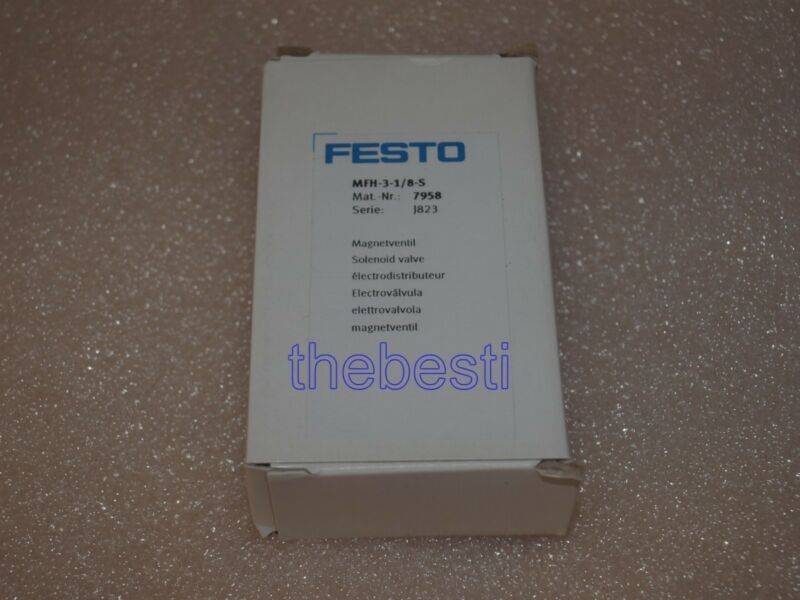 FESTO
MFH-3-1/8-S
Mat.-Nr.: 7958
Serie: J823
Magnetventil
Solenoid valve
électrodistributeur
Electroválvula
elettrovalvola
magnetventil
thebesti